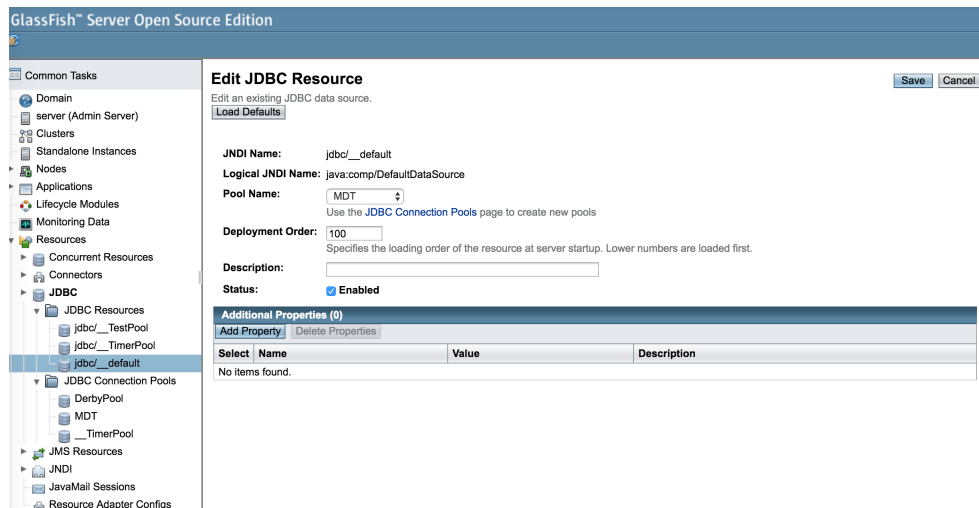 GlassFish™ Server Open Source Edition
Common Tasks
Domain
server (Admin Server)
Clusters
Standalone Instances
Nodes
Applications
Lifecycle Modules
Monitoring Data
Resources
Concurrent Resources
Connectors
JDBC
JDBC Resources
jdbc/__TestPool
jdbc/__TimerPool
jdbc/__default
JDBC Connection Pools
DerbyPool
MDT
__TimerPool
JMS Resources
JNDI
JavaMail Sessions
Resource Adapter Configs
Edit JDBC Resource
Save Cancel
Edit an existing JDBC data source.
Load Defaults
JNDI Name: jdbc/__default
Logical JNDI Name: java:comp/DefaultDataSource
Pool Name: MDT
Use the JDBC Connection Pools page to create new pools
Deployment Order: 100
Specifies the loading order of the resource at server startup. Lower numbers are loaded first.
Description:
Status: Enabled
Additional Properties (0)
Add Property Delete Properties
Select Name Value Description
No items found.